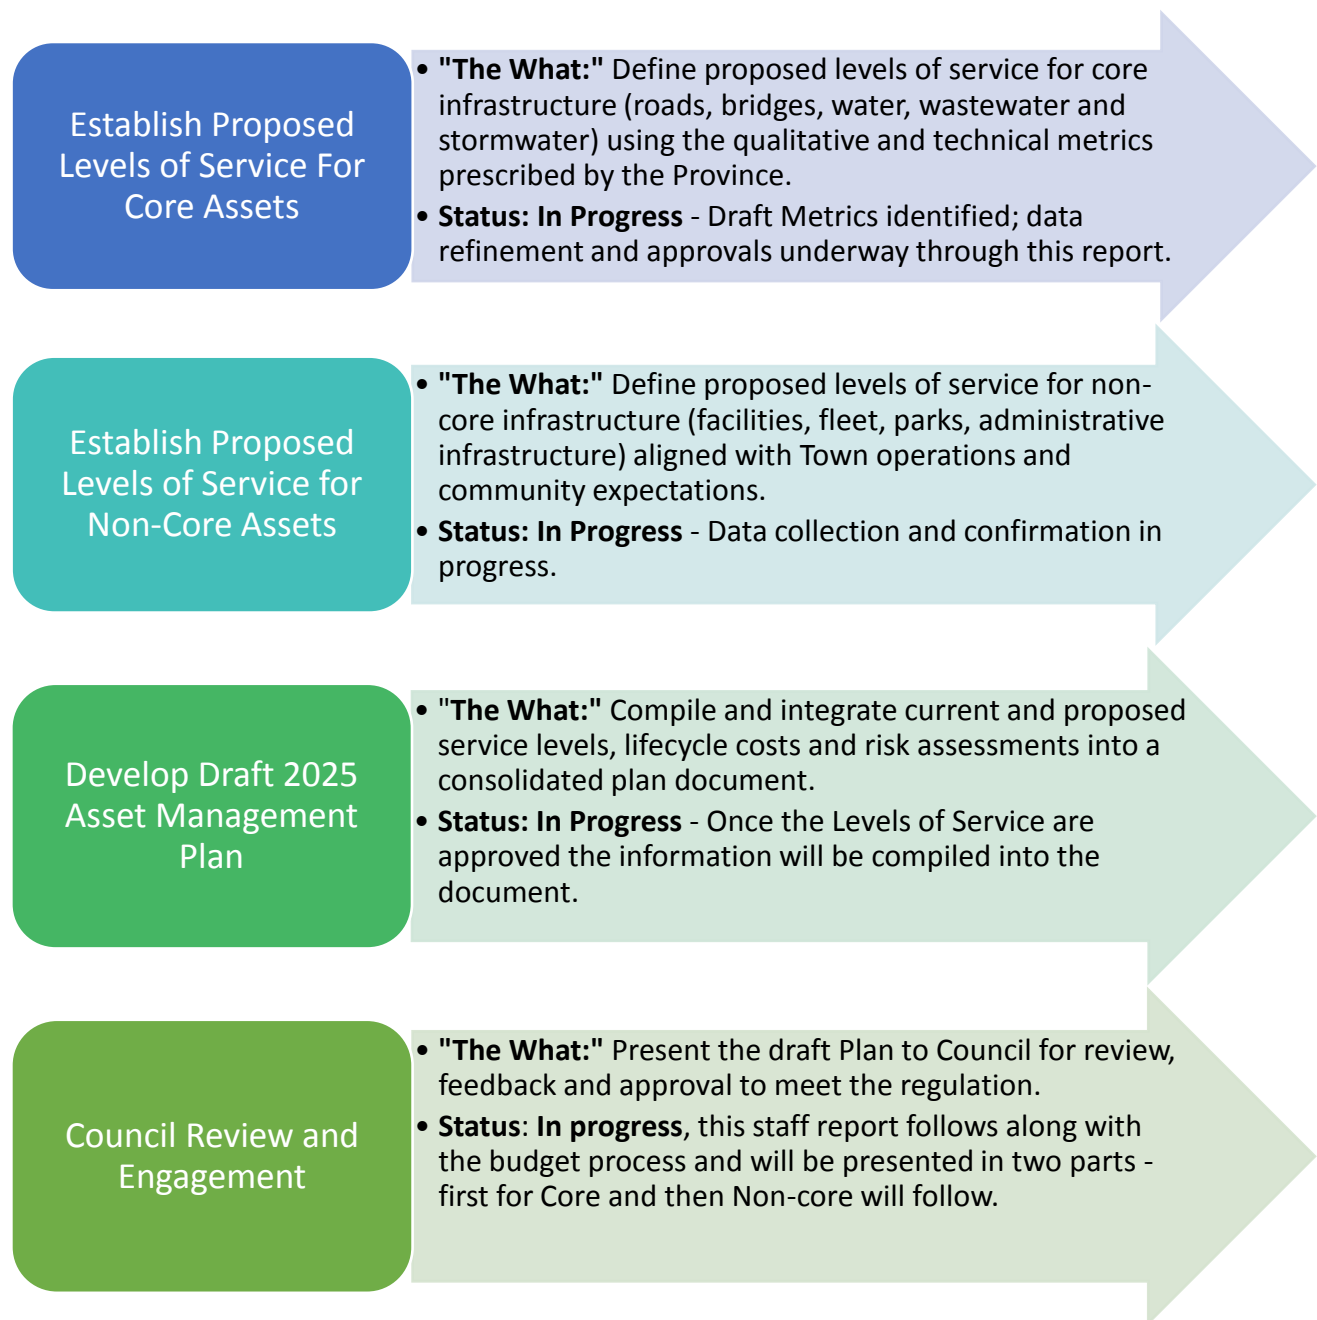 Establish Proposed
Levels of Service For
Core Assets
• "The What:" Define proposed levels of service for core
infrastructure (roads, bridges, water, wastewater and
stormwater) using the qualitative and technical metrics
prescribed by the Province.
• Status: In Progress - Draft Metrics identified; data
refinement and approvals underway through this report.
Establish Proposed
Levels of Service for
Non-Core Assets
• "The What:" Define proposed levels of service for non-
core infrastructure (facilities, fleet, parks, administrative
infrastructure) aligned with Town operations and
community expectations.
• Status: In Progress - Data collection and confirmation in
progress.
Develop Draft 2025
Asset Management
Plan
• "The What:" Compile and integrate current and proposed
service levels, lifecycle costs and risk assessments into a
consolidated plan document.
• Status: In Progress - Once the Levels of Service are
approved the information will be compiled into the
document.
Council Review and
Engagement
• "The What:" Present the draft Plan to Council for review,
feedback and approval to meet the regulation.
• Status: In progress, this staff report follows along with
the budget process and will be presented in two parts -
first for Core and then Non-core will follow.